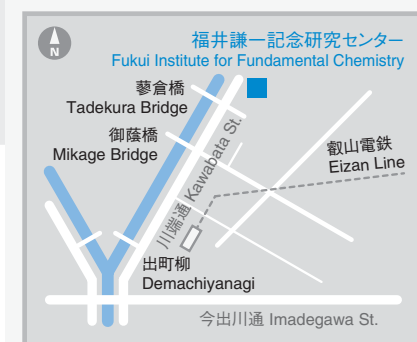 N
福井謙一記念研究センター
Fukui Institute for Fundamental Chemistry
蓼倉橋
Tadekura Bridge
御蔭橋
Mikage Bridge
川端通 Kawabata St.
叡山電鉄
Eizan Line
出町柳
Demachiyanagi
今出川通 Imadegawa St.